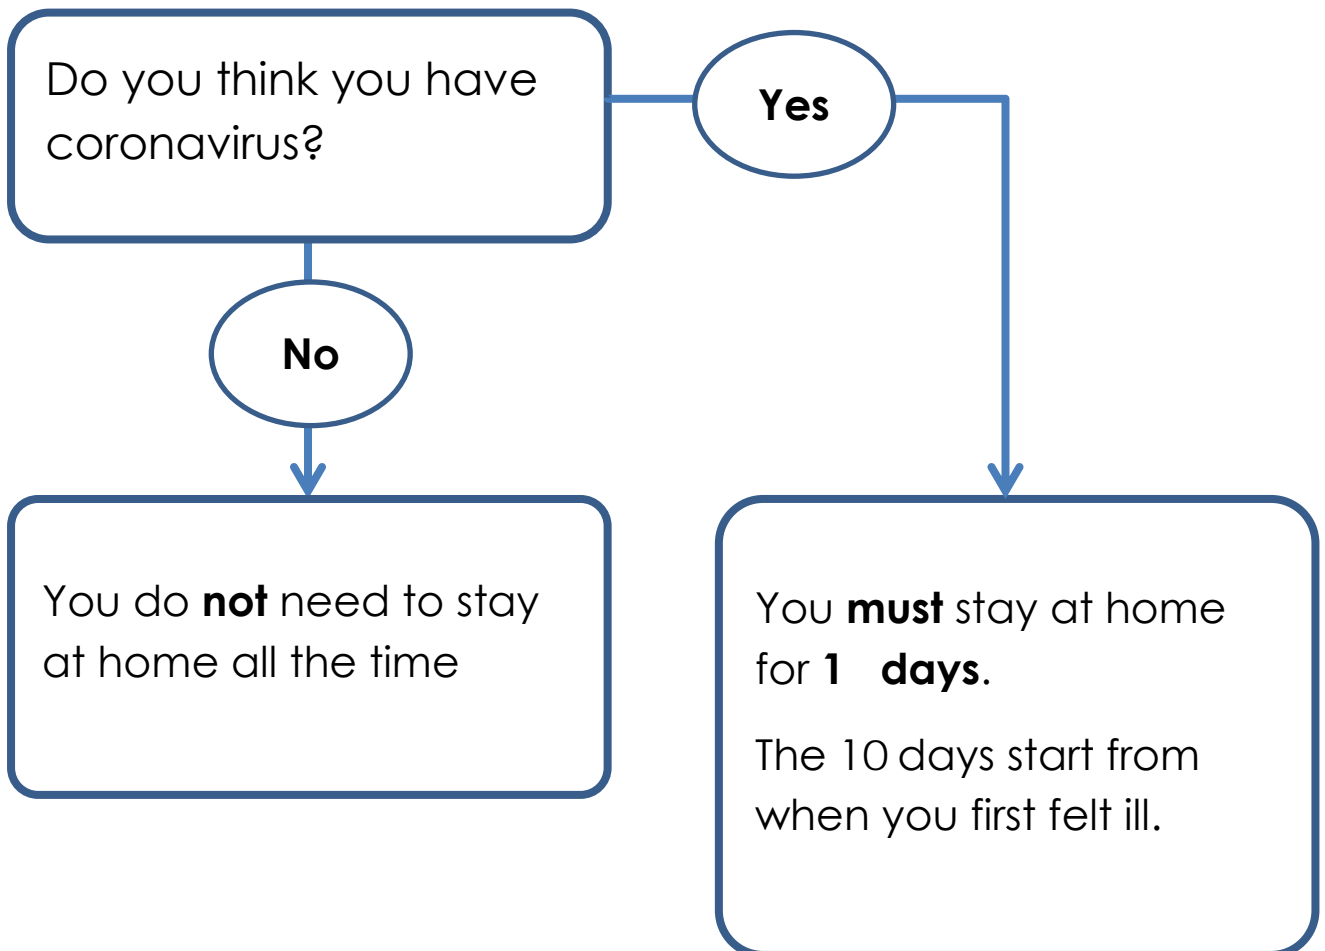 Do you think you have
coronavirus?
Yes
No
You do not need to stay
at home all the time
You must stay at home
for 1 days.
The 10 days start from
when you first felt ill.